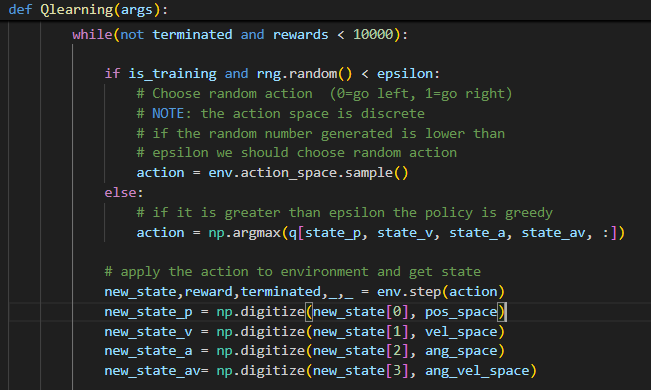 def Qlearning(args):
while(not terminated and rewards < 10000):
if is_training and rng.random() < epsilon:
# Choose random action  (0=go left, 1=go right)
# NOTE: the action space is discrete
# if the random number generated is lower than
# epsilon we should choose random action
action = env.action_space.sample()
else:
# if it is greater than epsilon the policy is greedy
action = np.argmax(q[state_p, state_v, state_a, state_av, :])
# apply the action to environment and get state
new_state,reward,terminated,_,_ = env.step(action)
new_state_p = np.digitize(new_state[0], pos_space)
new_state_v = np.digitize(new_state[1], vel_space)
new_state_a = np.digitize(new_state[2], ang_space)
new_state_av= np.digitize(new_state[3], ang_vel_space)